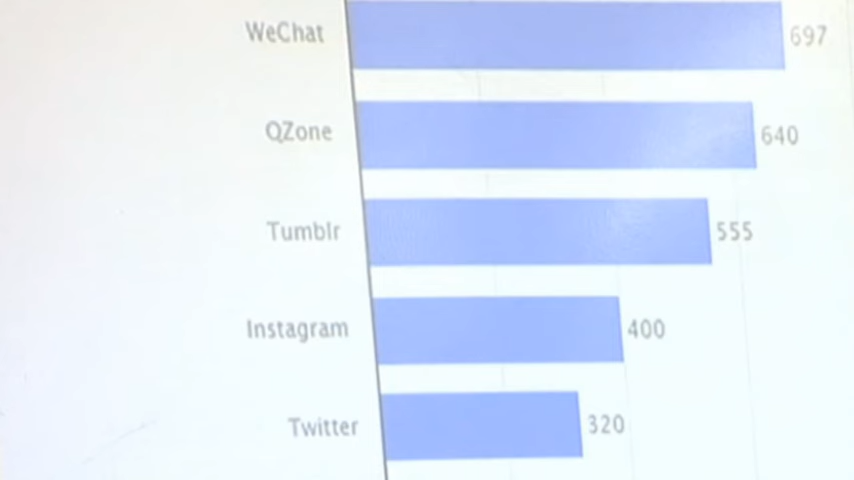 WeChat 697
QZone 640
Tumblr 555
Instagram 400
Twitter 320